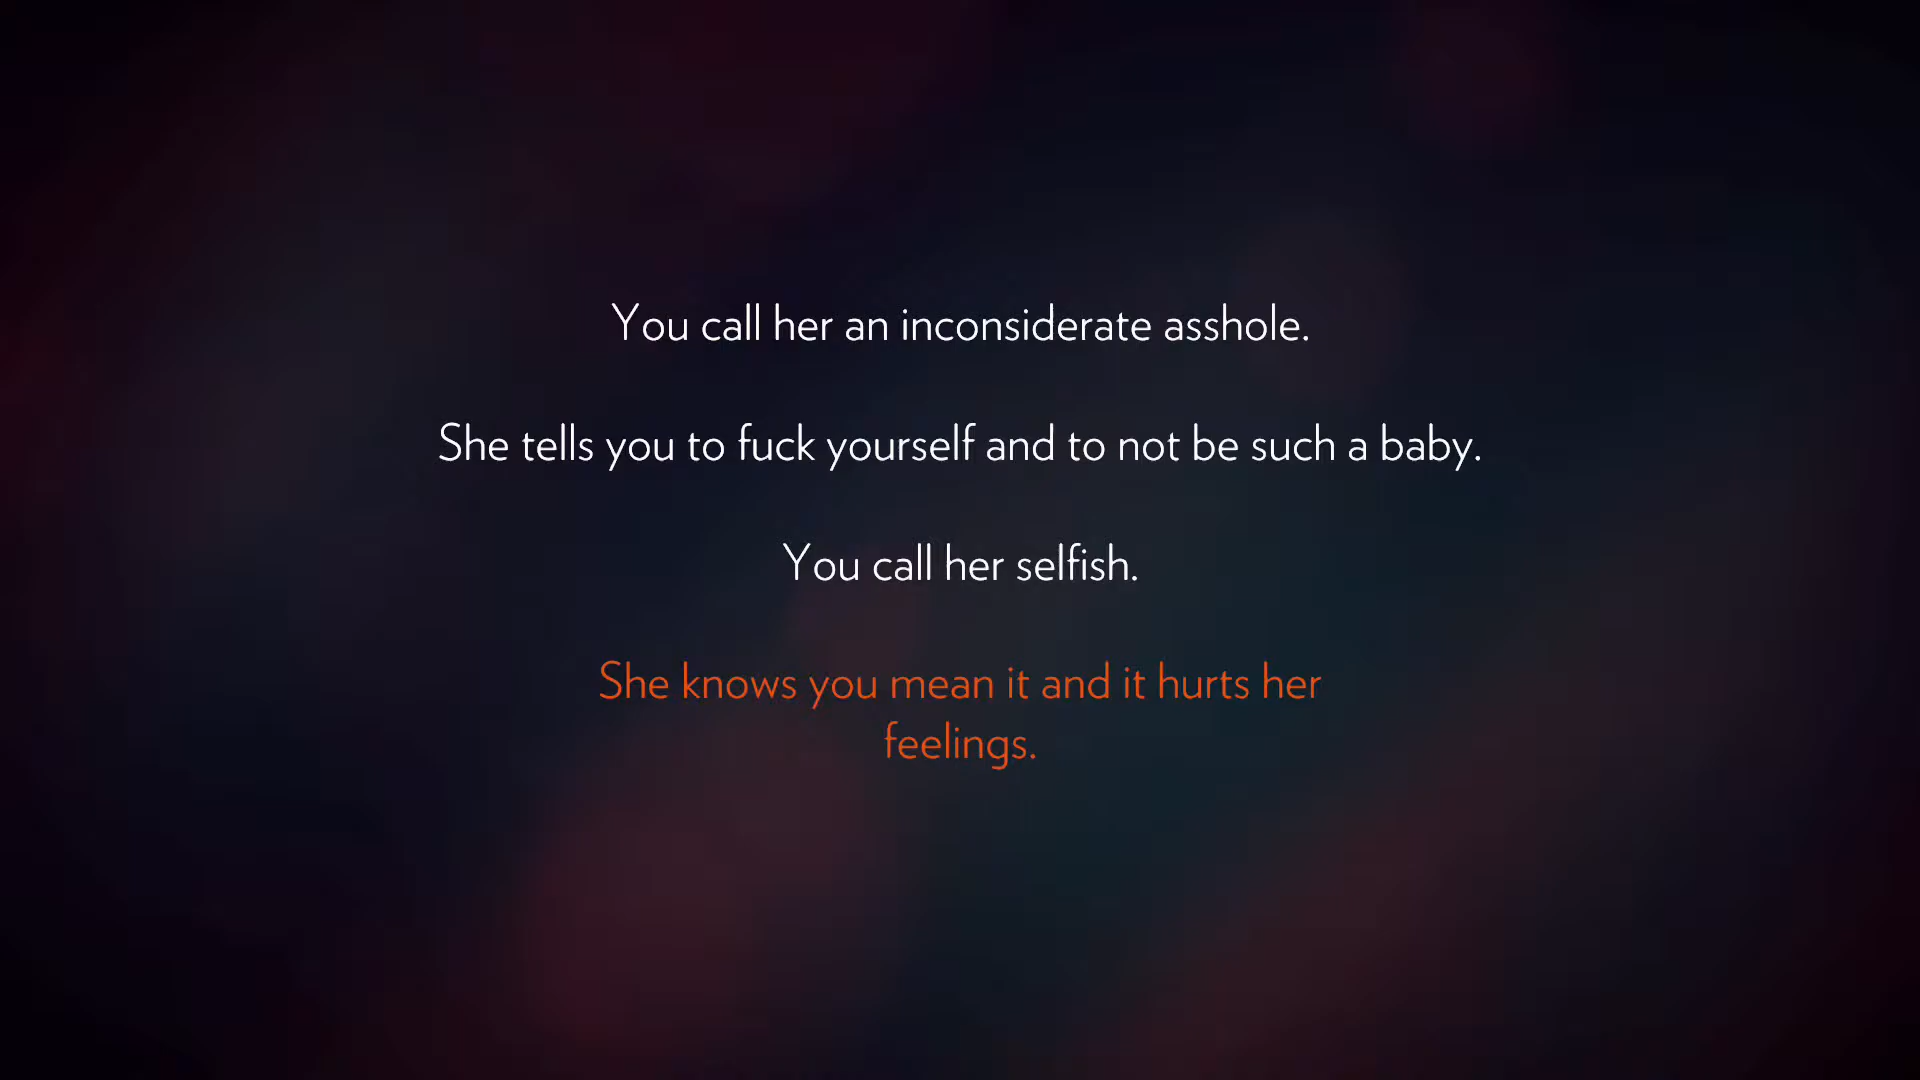 You call her an inconsiderate asshole.
She tells you to fuck yourself and to not be such a baby.
You call her selfish.
She knows you mean it and it hurts her
feelings.